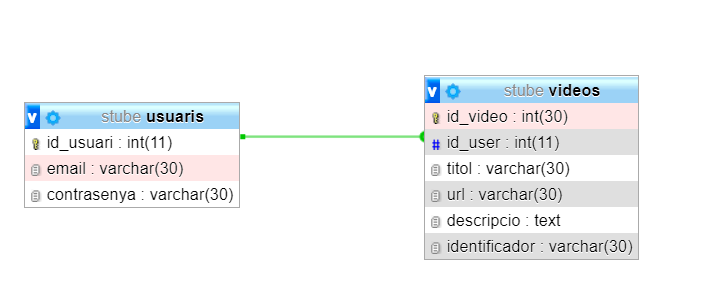 v stube usuaris
id_usuari : int(11)
email : varchar(30)
contrasenya : varchar(30)
v stube videos
id_video : int(30)
# id_user : int(11)
titol : varchar(30)
url : varchar(30)
descripcio : text
identificador : varchar(30)